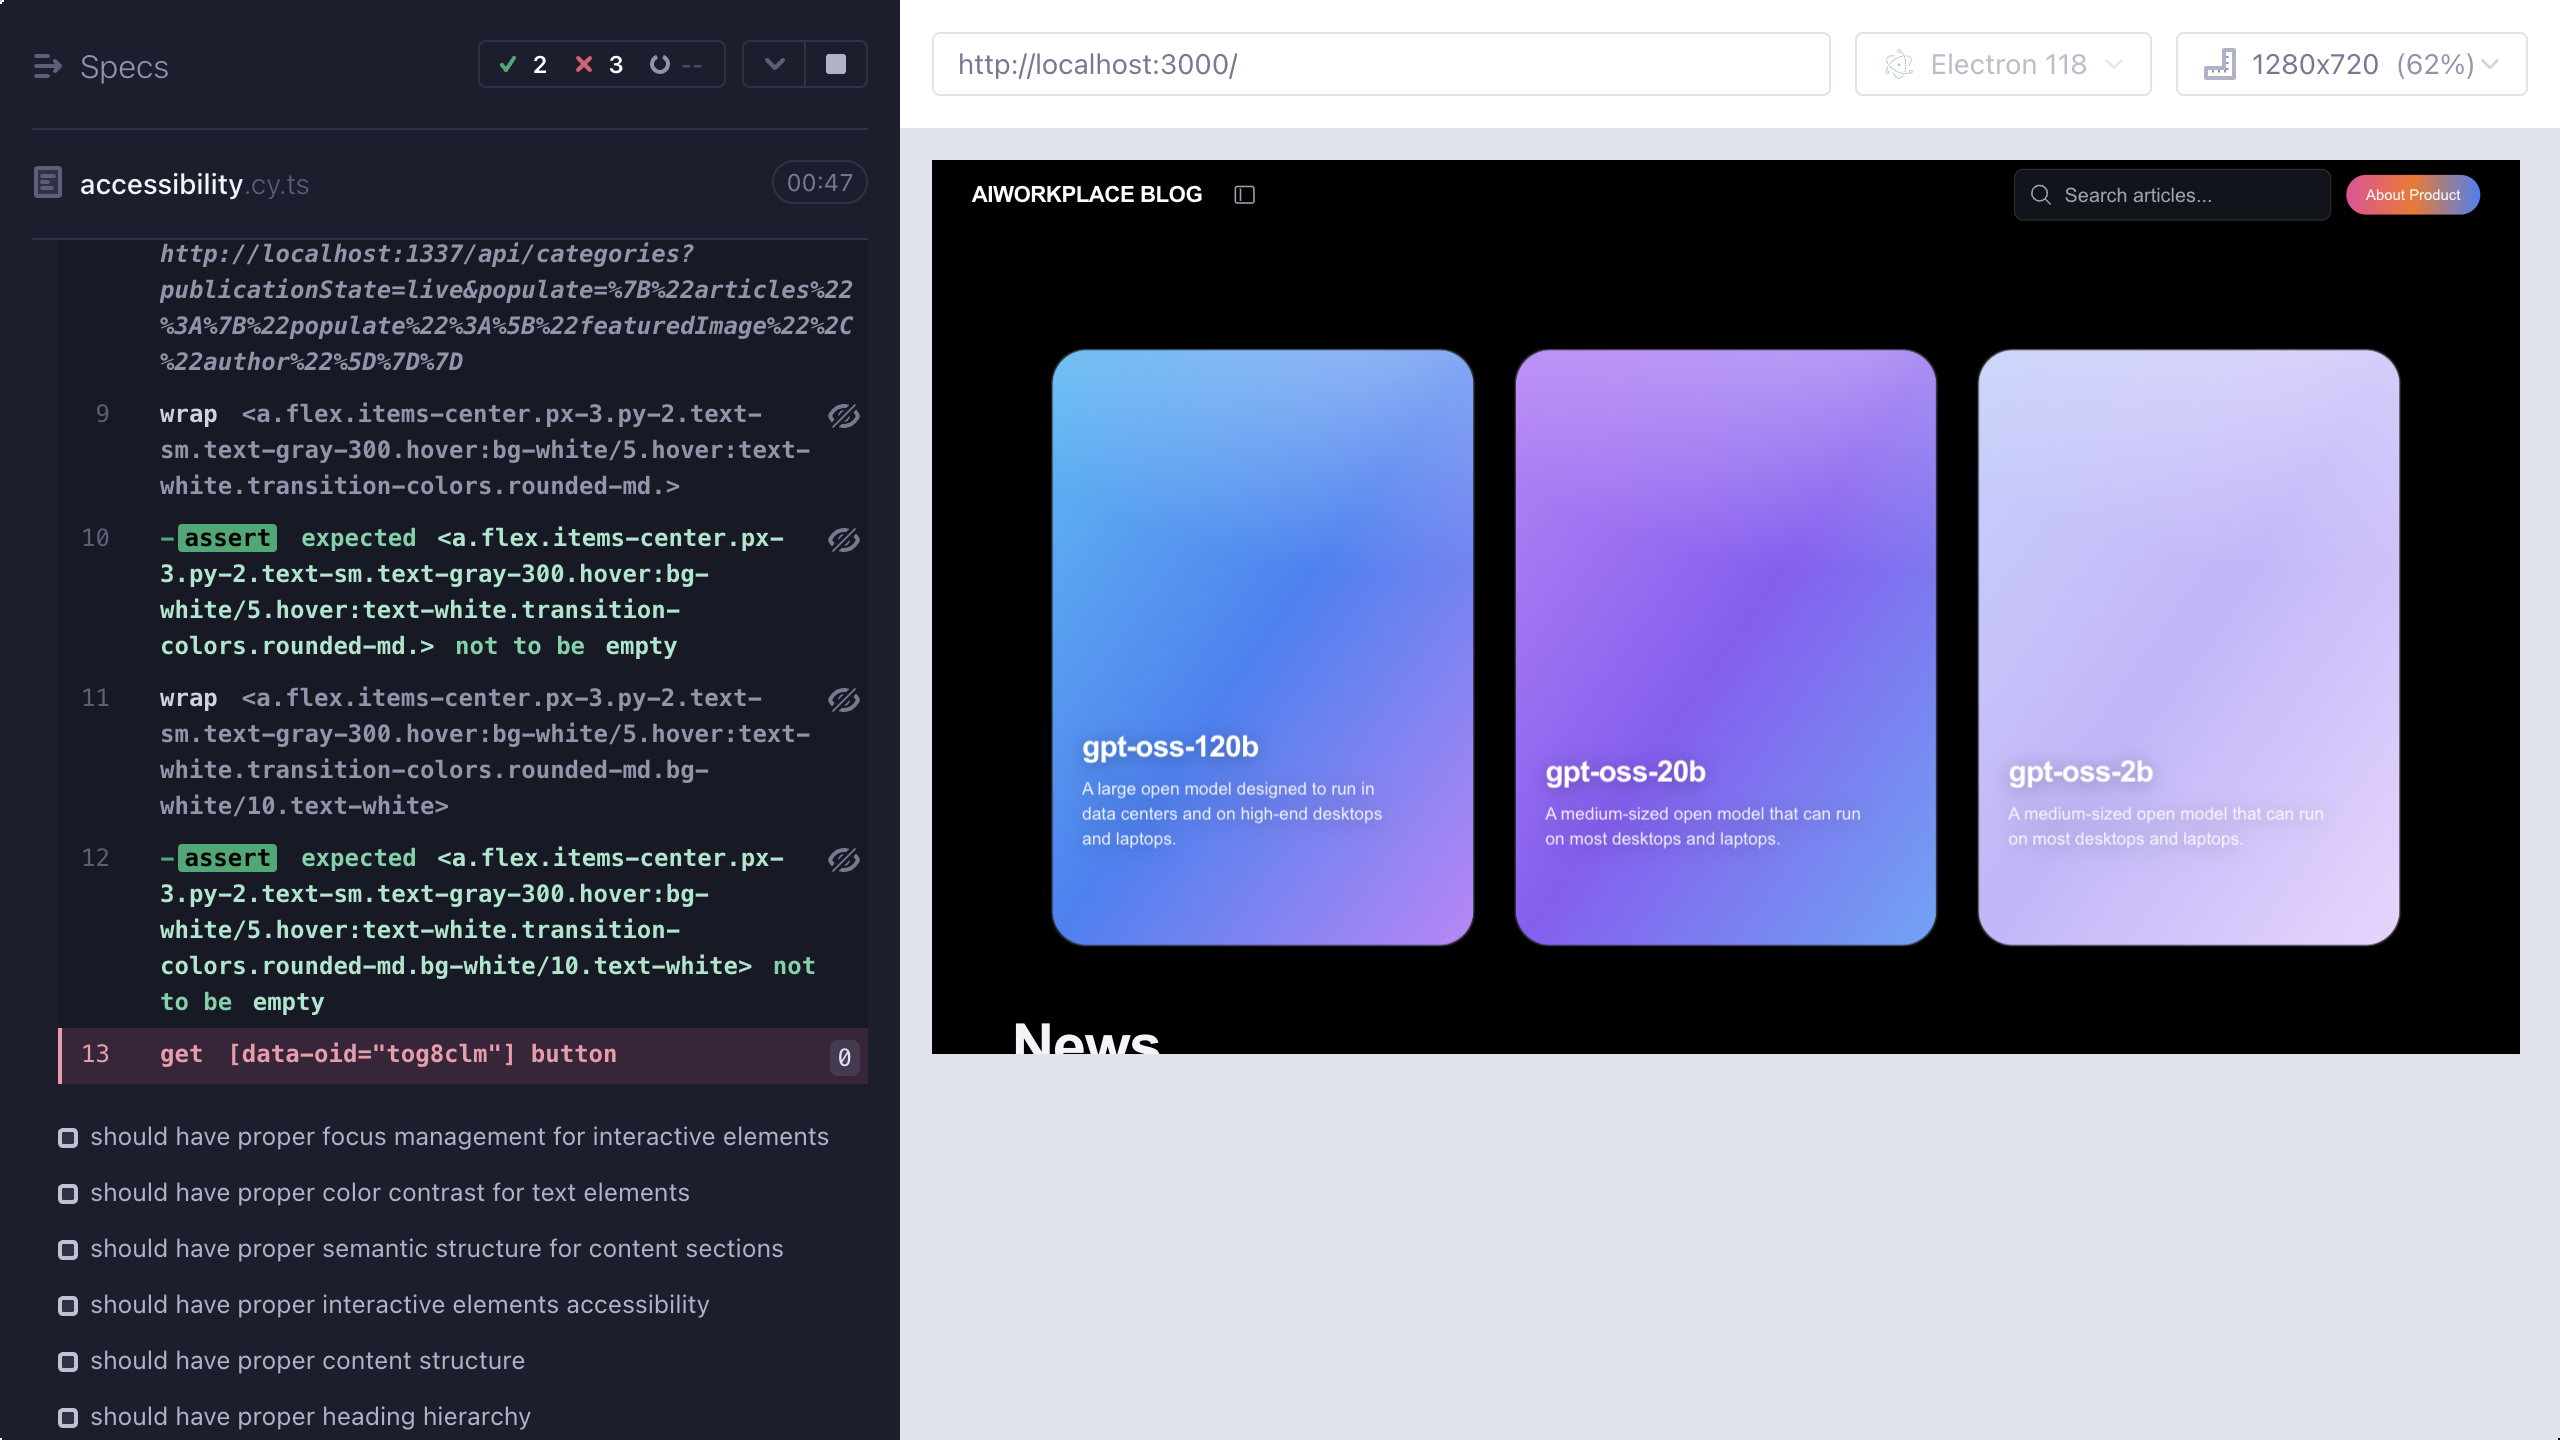 Specs
2
3
--
accessibility.cy.ts
00:47
http://localhost:1337/api/categories?
publicationState=live&populate=%7B%22articles%22
%3A%7B%22populate%22%3A%5B%22featuredImage%22%2C
%22author%22%5D%7D%7D
9 wrap <a.flex.items-center.px-3.py-2.text-
sm.text-gray-300.hover:bg-white/5.hover:text-
white.transition-colors.rounded-md.>
10 -assert expected <a.flex.items-center.px-
3.py-2.text-sm.text-gray-300.hover:bg-
white/5.hover:text-white.transition-
colors.rounded-md.> not to be empty
11 wrap <a.flex.items-center.px-3.py-2.text-
sm.text-gray-300.hover:bg-white/5.hover:text-
white.transition-colors.rounded-md.bg-
white/10.text-white>
12 -assert expected <a.flex.items-center.px-
3.py-2.text-sm.text-gray-300.hover:bg-
white/5.hover:text-white.transition-
colors.rounded-md.bg-white/10.text-white> not
to be empty
13 get [data-oid="tog8clm"] button 0
should have proper focus management for interactive elements
should have proper color contrast for text elements
should have proper semantic structure for content sections
should have proper interactive elements accessibility
should have proper content structure
should have proper heading hierarchy
http://localhost:3000/
Electron 118
1280x720 (62%)
AIWORKPLACE BLOG
Search articles...
About Product
gpt-oss-120b
A large open model designed to run in
data centers and on high-end desktops
and laptops.
gpt-oss-20b
A medium-sized open model that can run
on most desktops and laptops.
gpt-oss-2b
A medium-sized open model that can run
on most desktops and laptops.
News